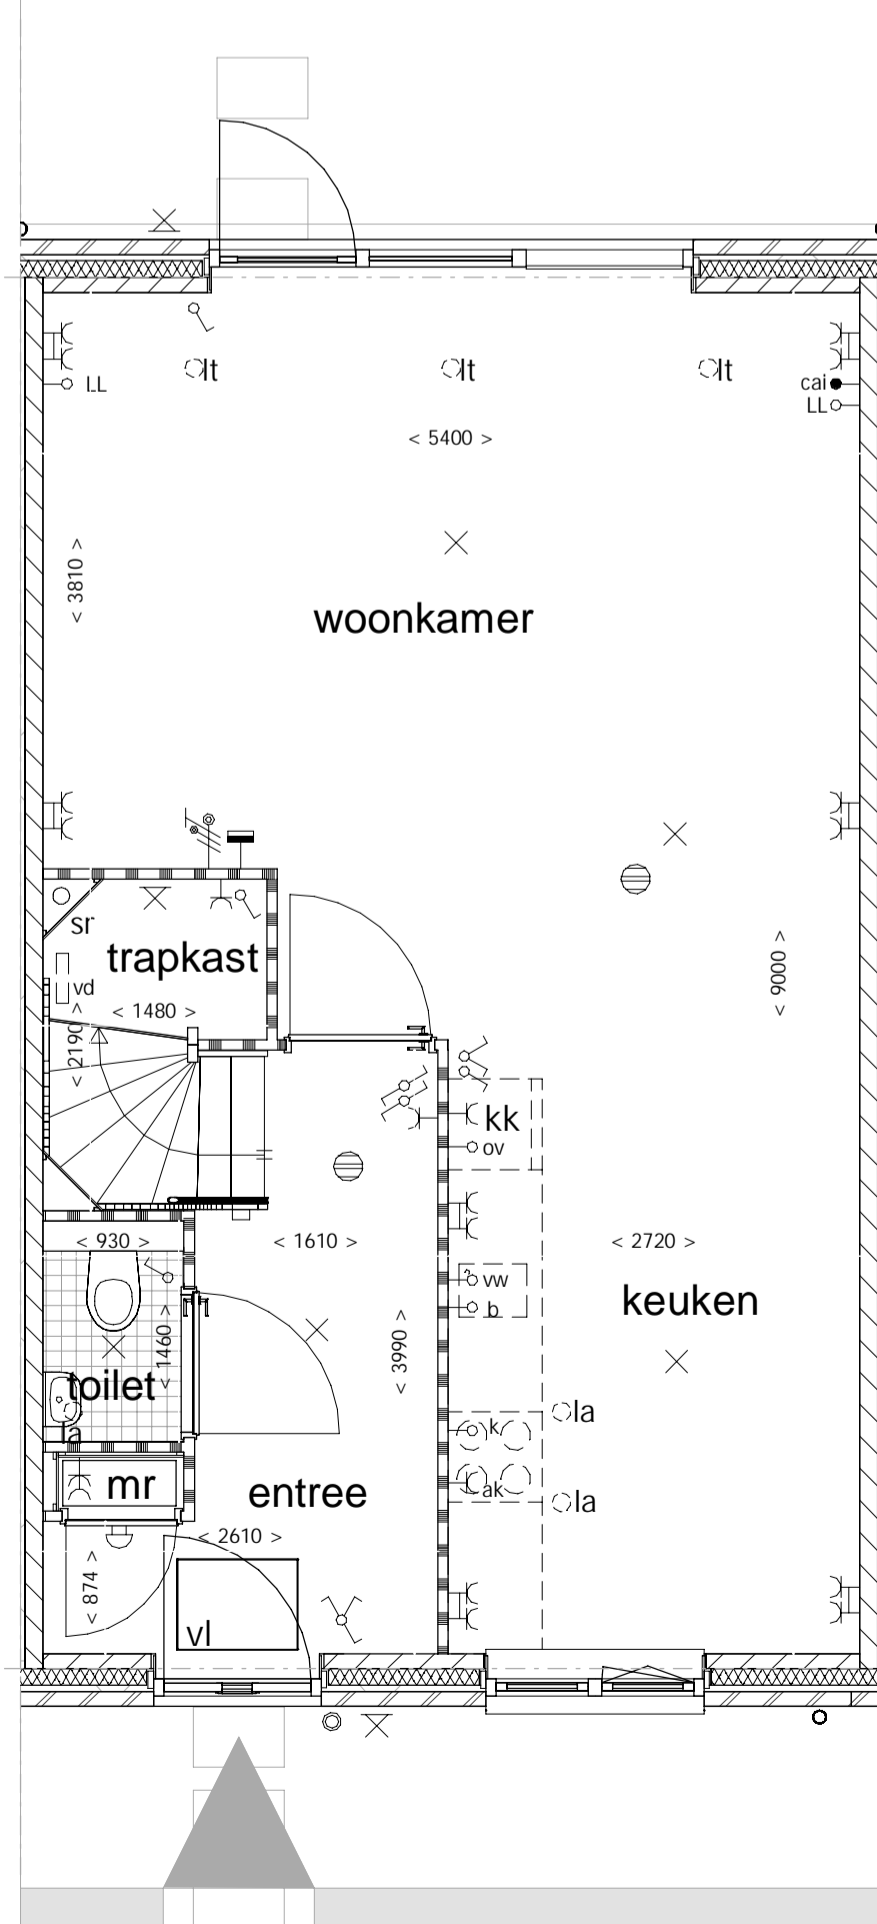 lt lt lt
LL cai
LL
< 5400 >
< 3810 >
woonkamer
sr
trapkast
vd
< 1480 >
< 9000 >
< 2190 >
kk
ov
< 930 > < 1610 > < 2720 >
vw
keuken
b
< 1460 >
< 3990 >
toilet
la
la
k
mr
ak
entree
la
< 2610 >
< 874 >
vl